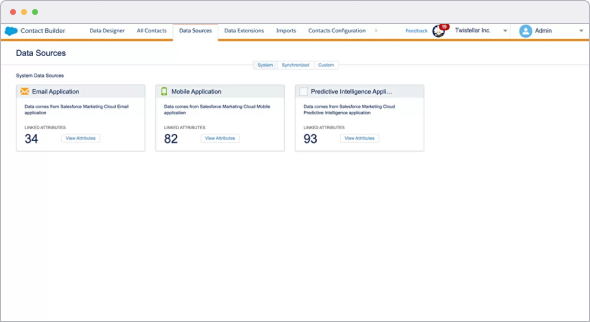 Contact Builder Data Designer All Contacts Data Sources Data Extensions Imports Contacts Configuration Feedback Twistellar Inc. Admin
Data Sources
System Synchronized Custom
System Data Sources
Email Application
Data comes from Salesforce Marketing Cloud Email
application
LINKED ATTRIBUTES
34 View Attributes
Mobile Application
Data comes from Salesforce Marketing Cloud Mobile
application
LINKED ATTRIBUTES
82 View Attributes
Predictive Intelligence Appli...
Data comes from Salesforce Marketing Cloud
Predictive Intelligence application
LINKED ATTRIBUTES
93 View Attributes